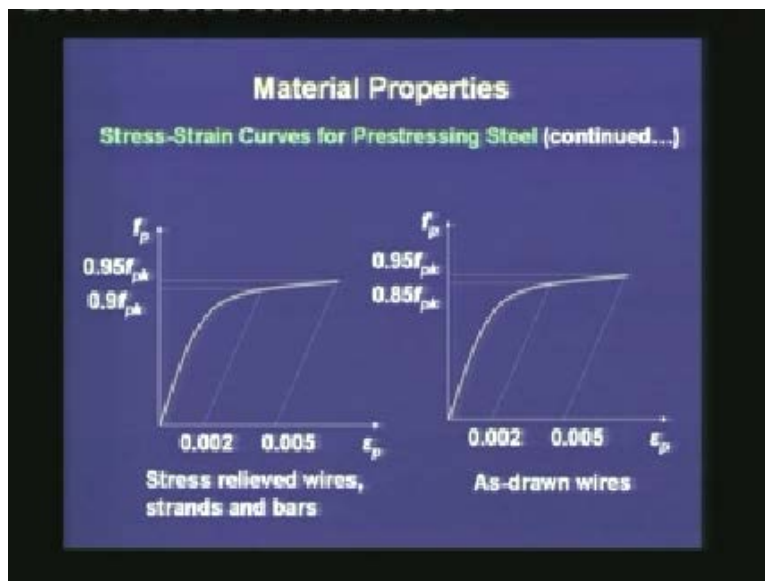 Material Properties
Stress-Strain Curves for Prestressing Steel (continued...)
fp
0.95fpk
0.9fpk
0.002 0.005 εp
Stress relieved wires,
strands and bars
fp
0.95fpk
0.85fpk
0.002 0.005 εp
As-drawn wires